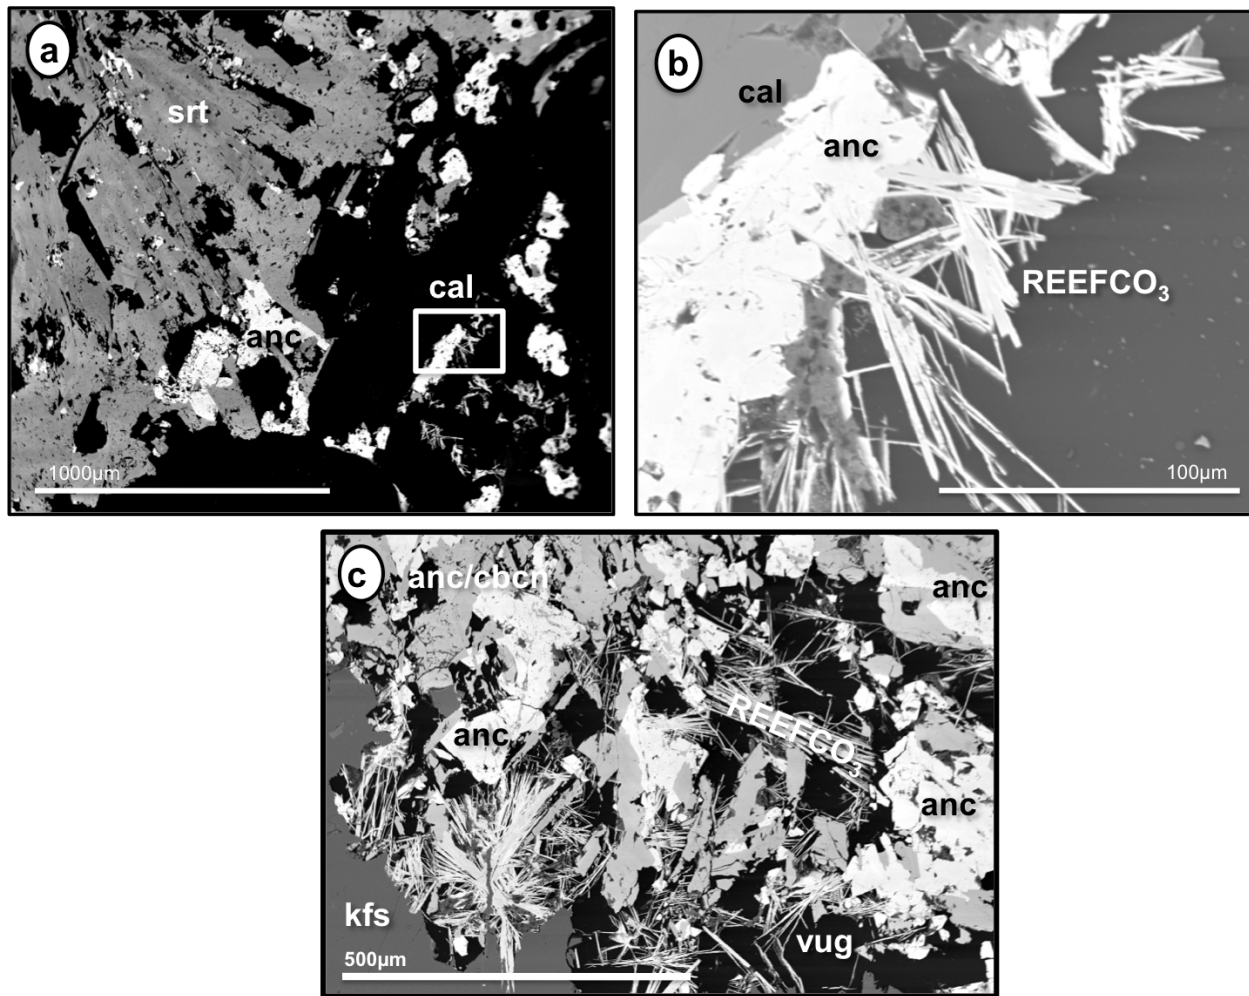 a
srt
cal
anc
1000μm
b
cal
anc
REEFCO₃
100μm
c
anc/cbcn
anc
REEFCO₃
anc
anc
kfs
vug
500μm